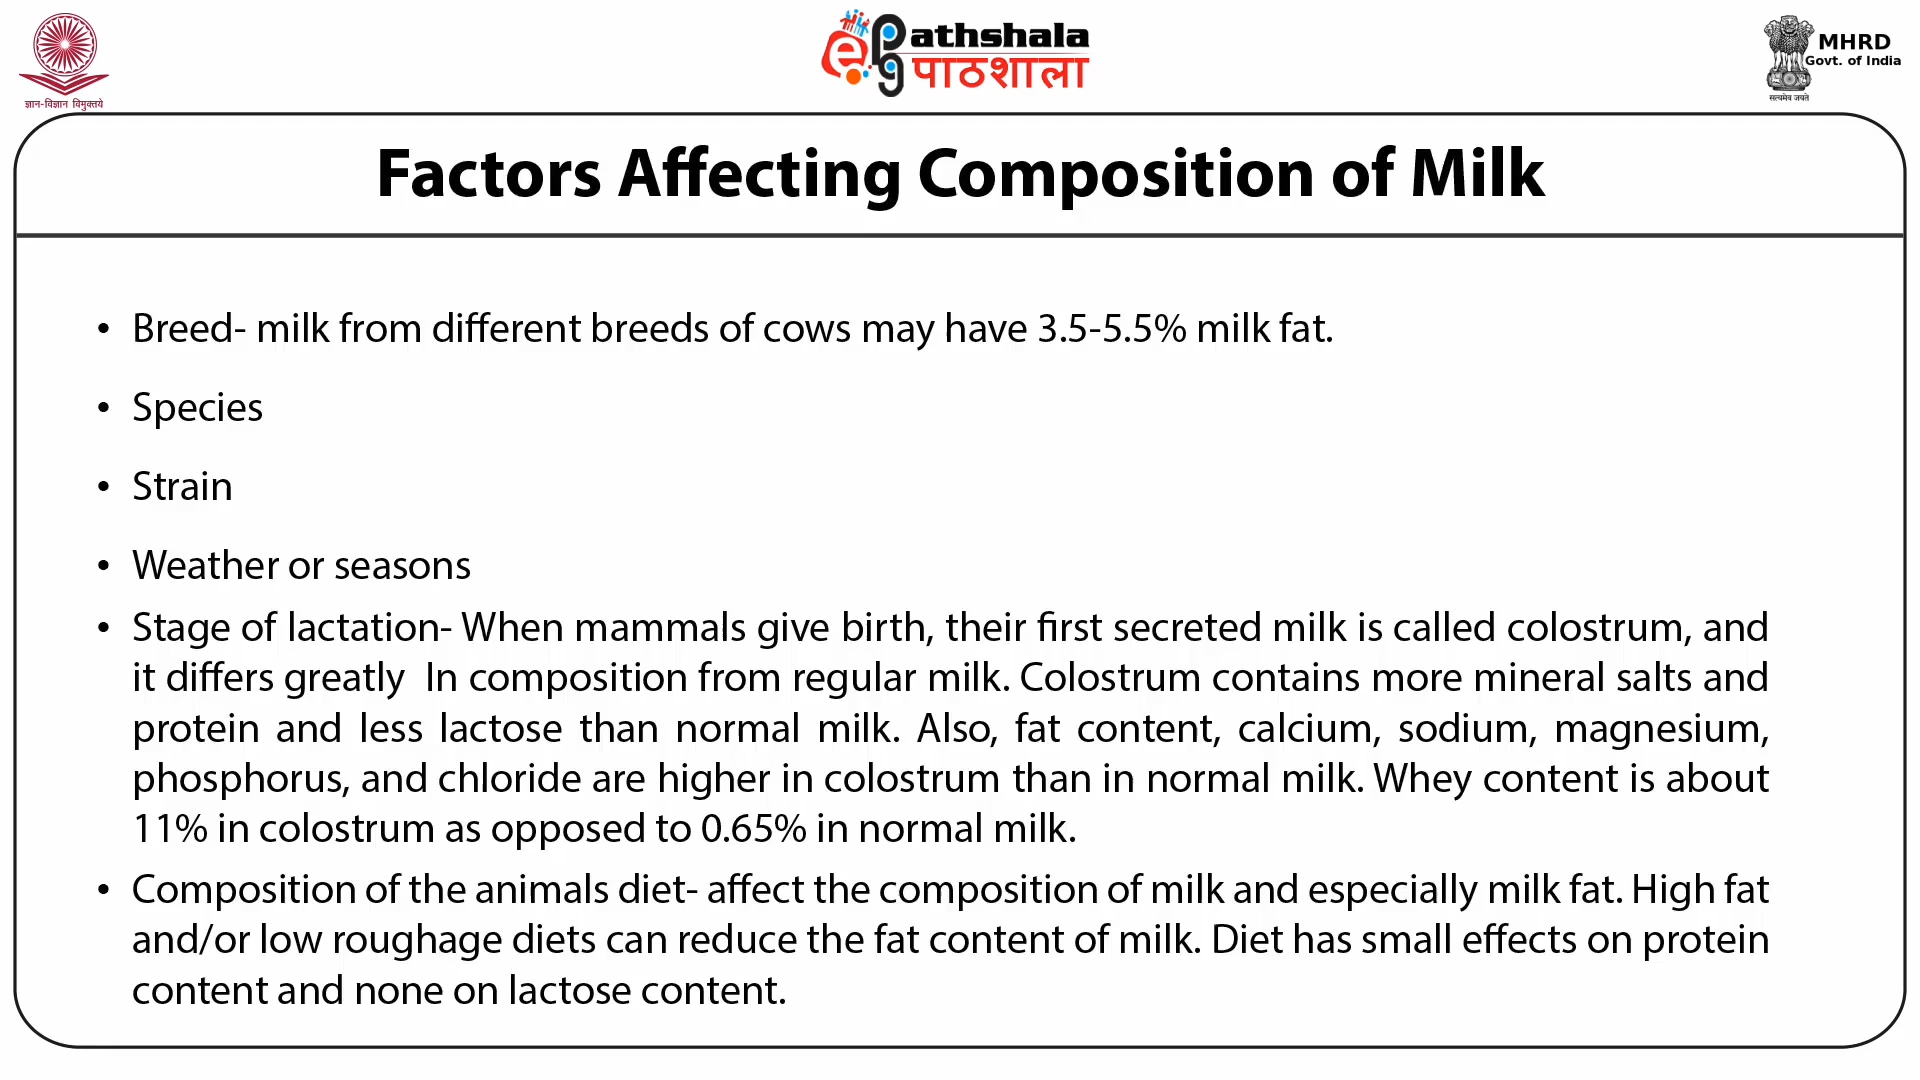 ज्ञान-विज्ञान विमुक्तये
ePathshala
पाठशाला
MHRD
Govt. of India
सत्यमेव जयते
Factors Affecting Composition of Milk
• Breed- milk from different breeds of cows may have 3.5-5.5% milk fat.
• Species
• Strain
• Weather or seasons
• Stage of lactation- When mammals give birth, their first secreted milk is called colostrum, and
it differs greatly  In composition from regular milk. Colostrum contains more mineral salts and
protein and less lactose than normal milk. Also, fat content, calcium, sodium, magnesium,
phosphorus, and chloride are higher in colostrum than in normal milk. Whey content is about
11% in colostrum as opposed to 0.65% in normal milk.
• Composition of the animals diet- affect the composition of milk and especially milk fat. High fat
and/or low roughage diets can reduce the fat content of milk. Diet has small effects on protein
content and none on lactose content.